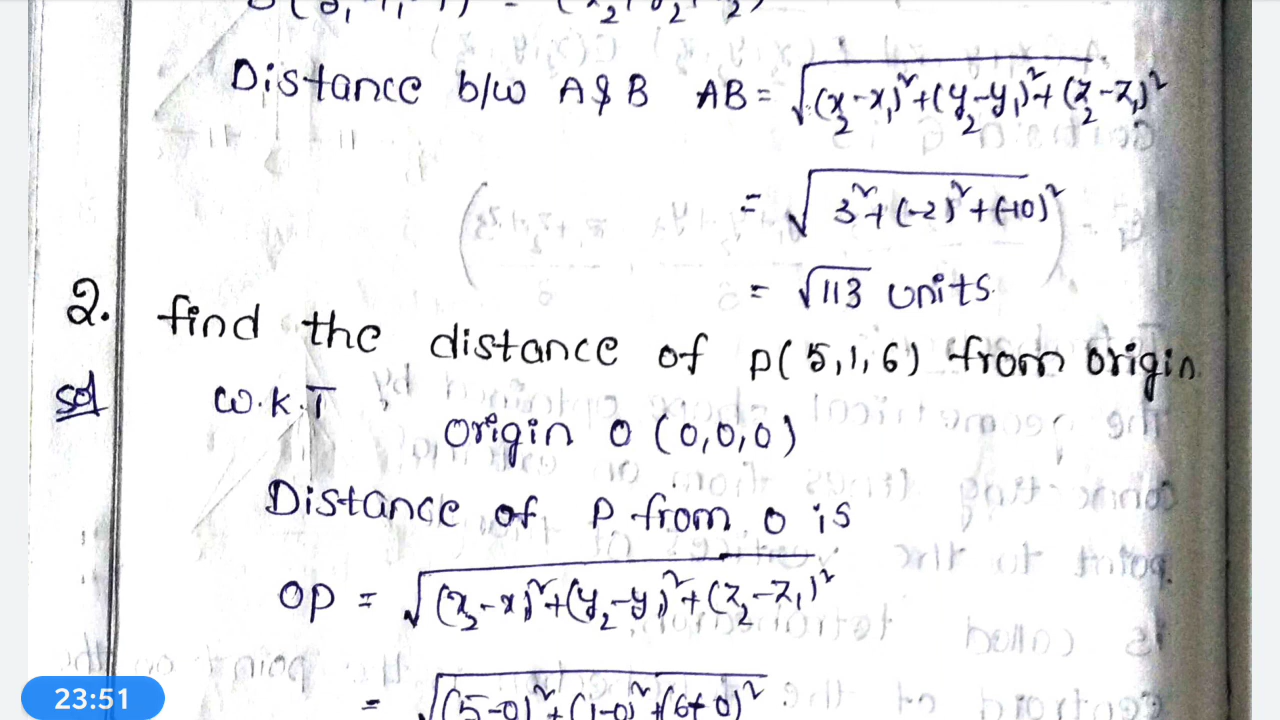 Distance b/w A & B AB = √(x₂-x₁)²+(y₂-y₁)²+(z₂-z₁)²
= √3²+(-2)²+(-10)²
= √113 units.
2. find the distance of P(5,1,6) from origin.
Sol W.K.T, origin O (0,0,0)
Distance of P from O is
OP = √(x₂-x₁)²+(y₂-y₁)²+(z₂-z₁)²
= √(5-0)²+(1-0)²+(6+0)²
23:51